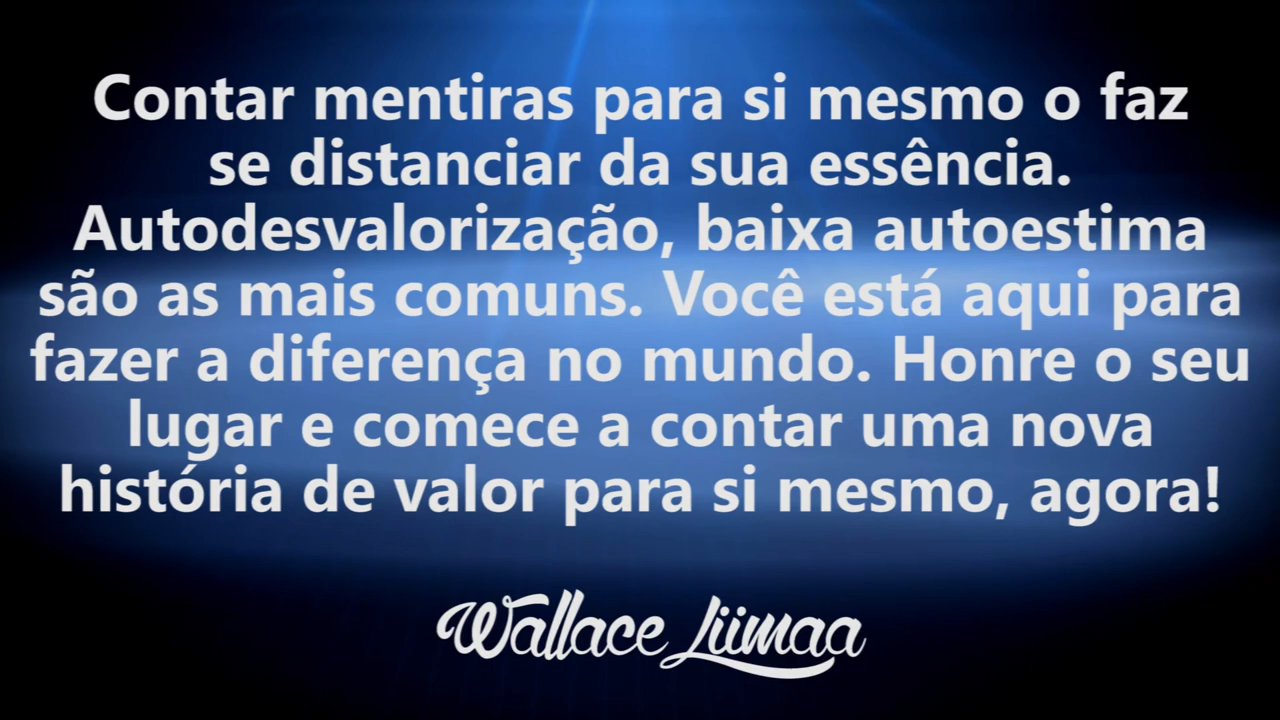 Contar mentiras para si mesmo o faz
se distanciar da sua essência.
Autodesvalorização, baixa autoestima
são as mais comuns. Você está aqui para
fazer a diferença no mundo. Honre o seu
lugar e comece a contar uma nova
história de valor para si mesmo, agora!
Wallace Liimaa